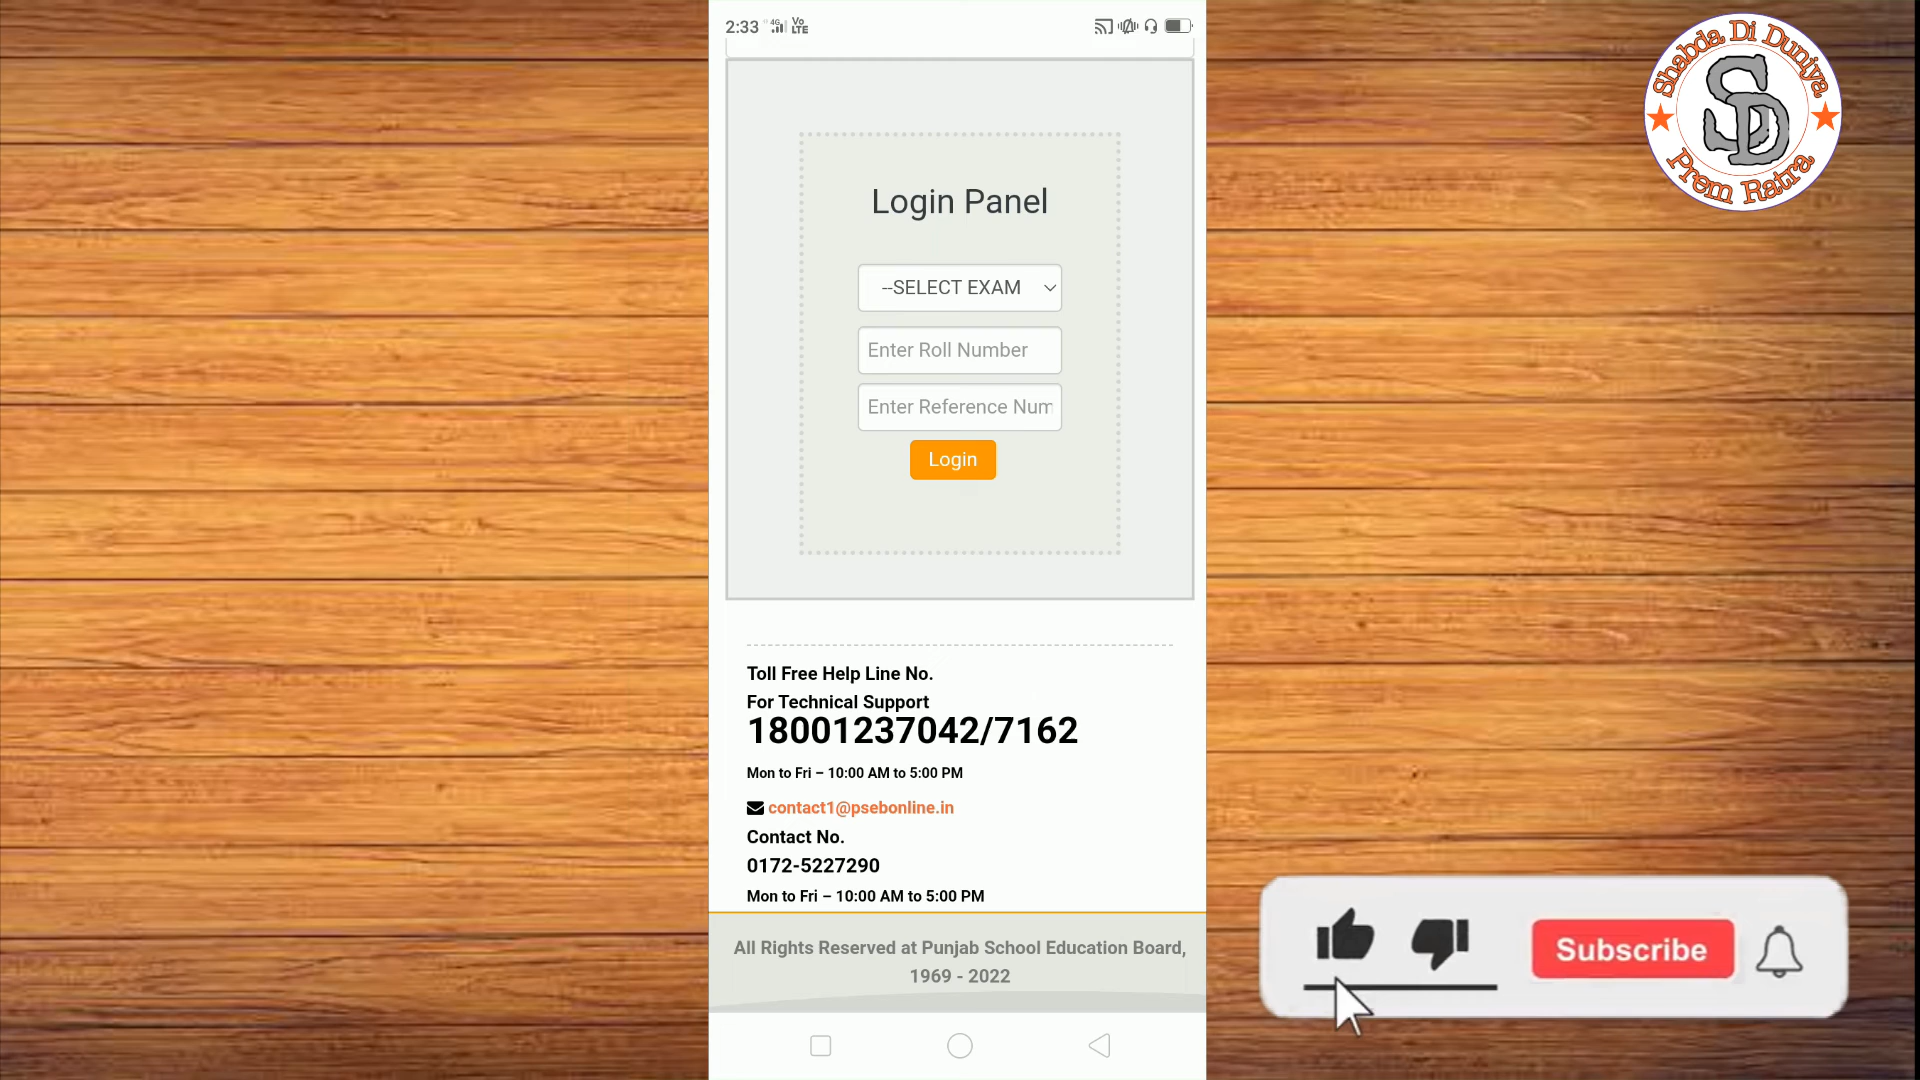 2:33
4G
Vo
LTE
Shabda Di Duniya
SD
Prem Ratra
Login Panel
--SELECT EXAM
Enter Roll Number
Enter Reference Num
Login
Toll Free Help Line No.
For Technical Support
18001237042/7162
Mon to Fri – 10:00 AM to 5:00 PM
contact1@psebonline.in
Contact No.
0172-5227290
Mon to Fri – 10:00 AM to 5:00 PM
All Rights Reserved at Punjab School Education Board,
1969 - 2022
Subscribe